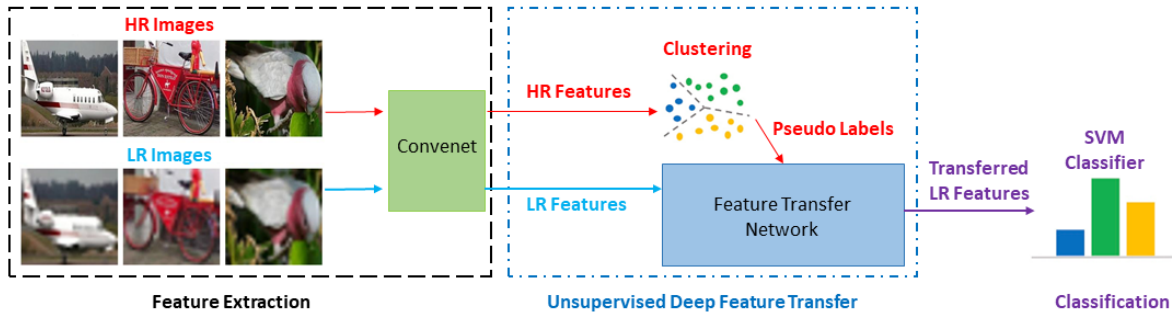 HR Images
LR Images
Convenet
HR Features
LR Features
Clustering
Pseudo Labels
Feature Transfer
Network
Transferred
LR Features
SVM
Classifier
Feature Extraction
Unsupervised Deep Feature Transfer
Classification